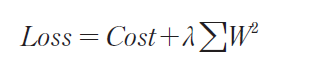 Loss = Cost + λ∑W²